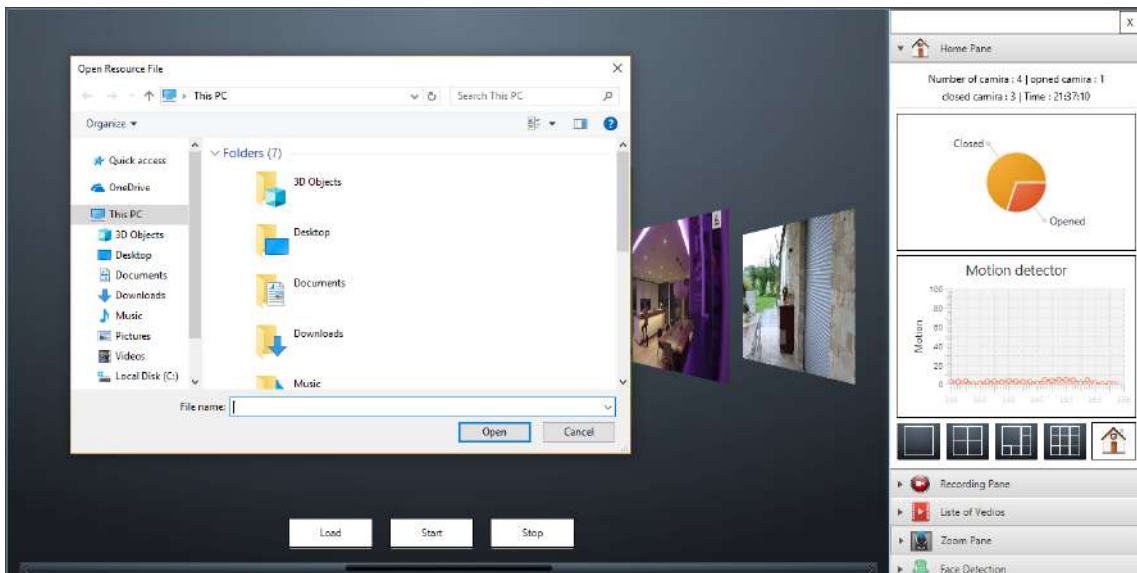 Open Resource File
This PC
Search This PC
Organize
Quick access
OneDrive
This PC
3D Objects
Desktop
Documents
Downloads
Music
Pictures
Videos
Local Disk (C:)
Folders (7)
3D Objects
Desktop
Documents
Downloads
Music
File name:
Open
Cancel
Load
Start
Stop
X
Home Pane
Number of camira : 4 | opned camira : 1
closed camira : 3 | Time : 21:37:10
Closed
Opened
Motion detector
Motion
100
80
60
40
20
0
Recording Pane
Liste of Vedios
Zoom Pane
Face Detection